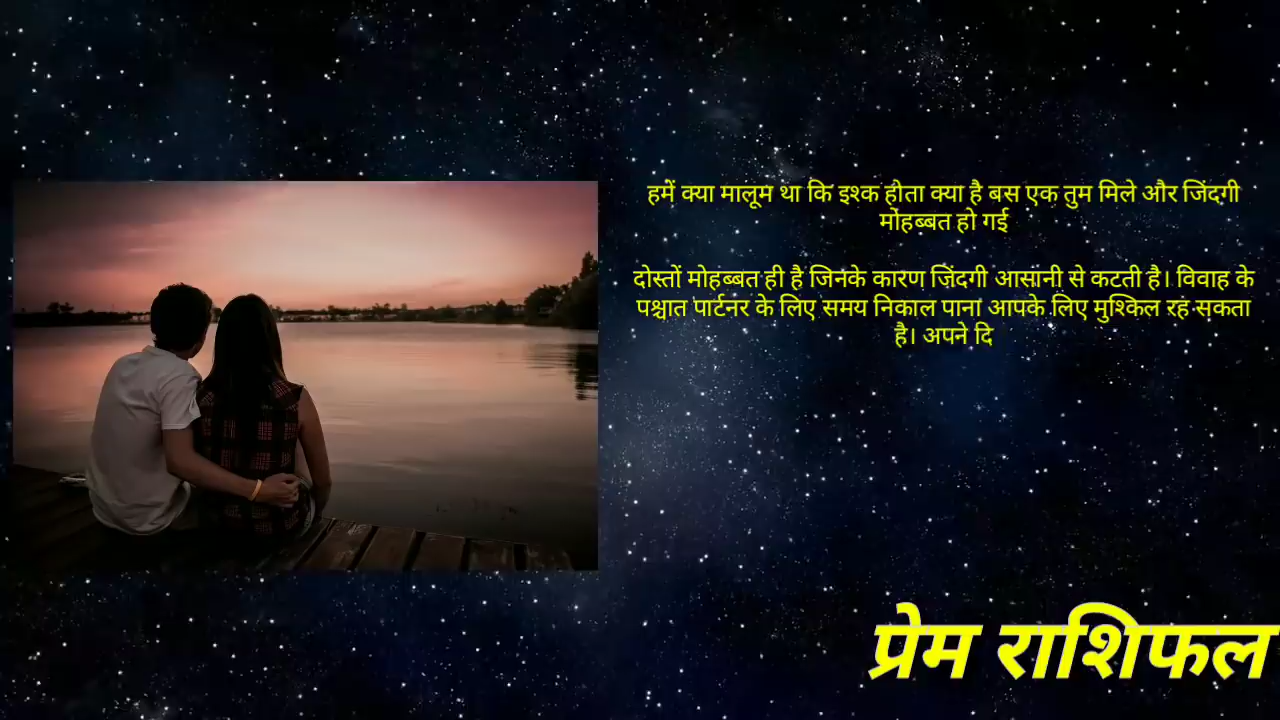 हमें क्या मालूम था कि इश्क होता क्या है बस एक तुम मिले और जिंदगी
मोहब्बत हो गई
दोस्तों मोहब्बत ही है जिनके कारण ज़िंदगी आसानी से कटती है। विवाह के
पश्चात पार्टनर के लिए समय निकाल पाना आपके लिए मुश्किल रह सकता
है। अपने दि
प्रेम राशिफल